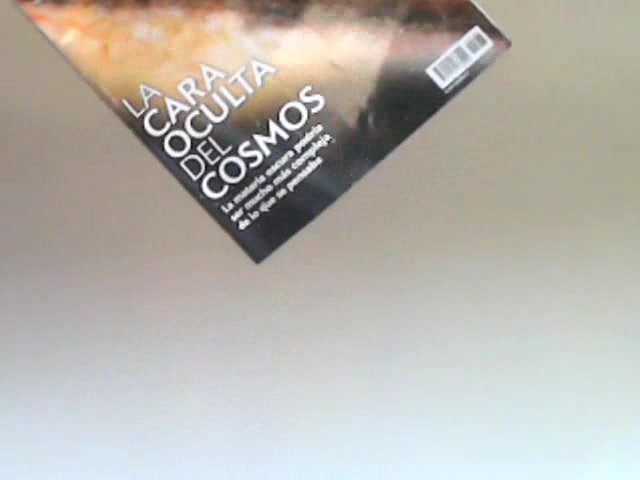 LA
CARA
OCULTA
DEL
COSMOS
La materia oscura podría
ser mucho más compleja
de lo que se pensaba